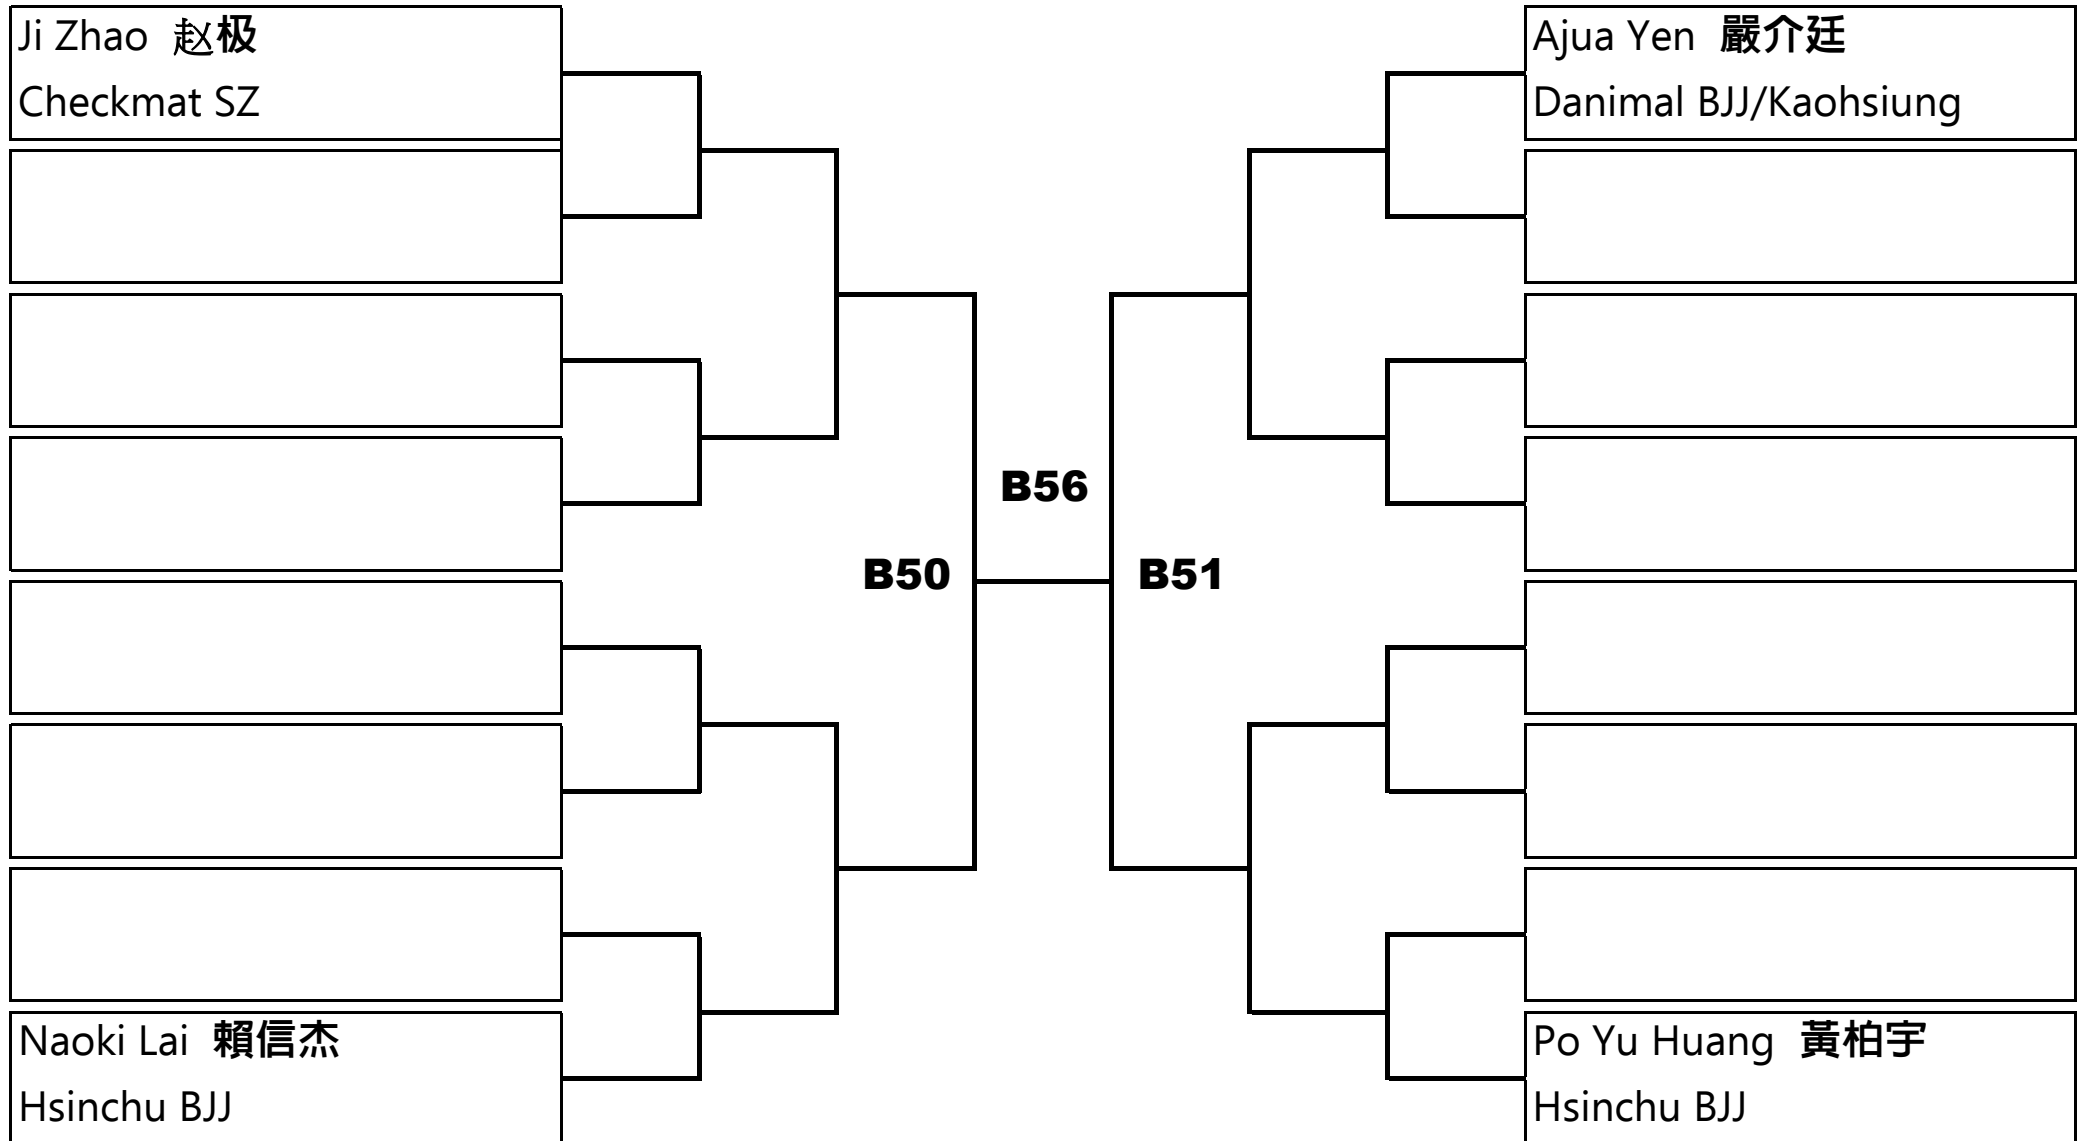 Ji Zhao 赵极
Checkmat SZ
Naoki Lai 賴信杰
Hsinchu BJJ
B50
B56
B51
Ajua Yen 嚴介廷
Danimal BJJ/Kaohsiung
Po Yu Huang 黃柏宇
Hsinchu BJJ